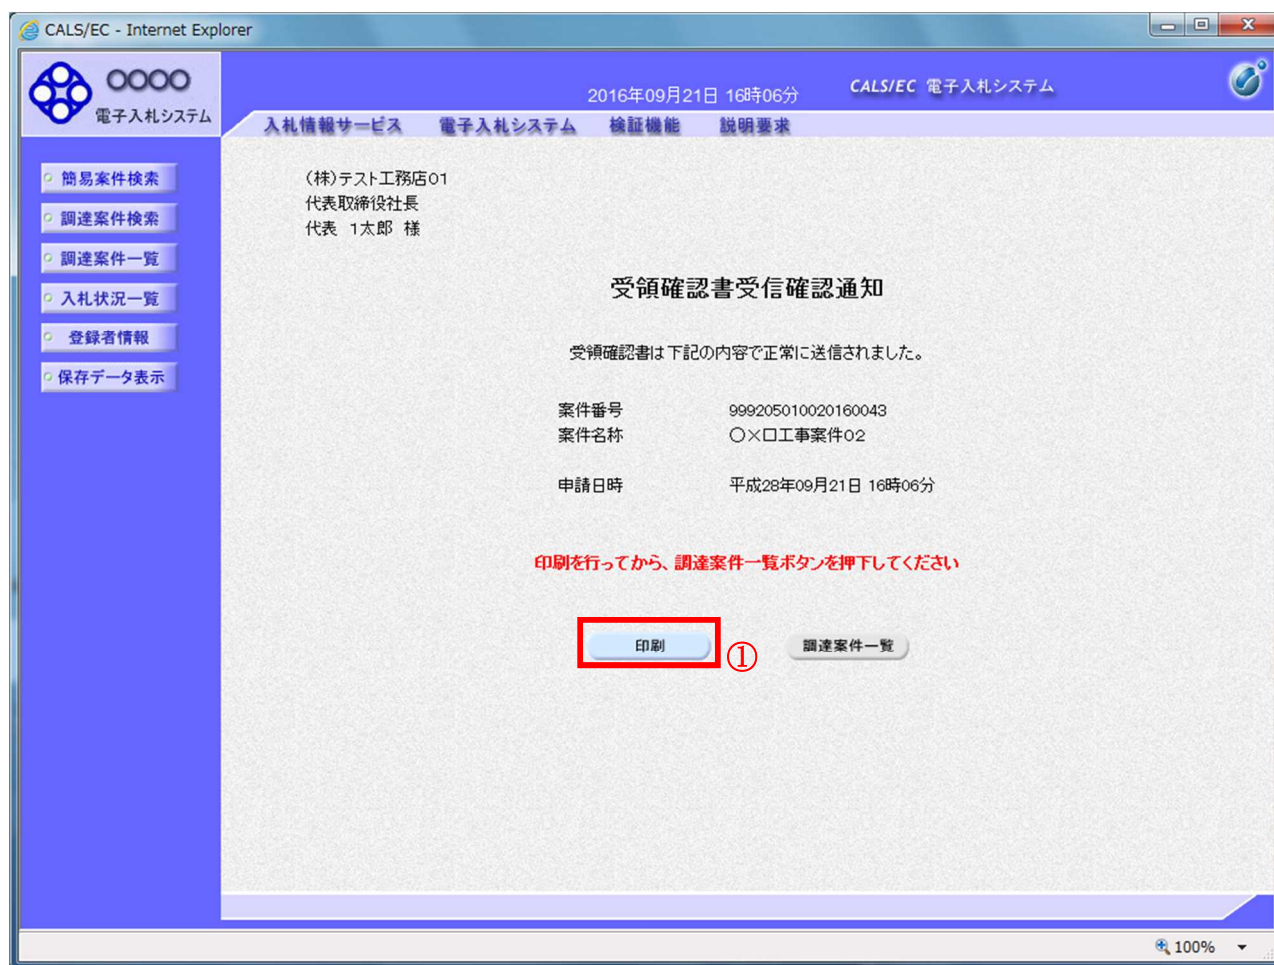 CALS/EC - Internet Explorer
○○○○
電子入札システム
2016年09月21日 16時06分
CALS/EC 電子入札システム
入札情報サービス 電子入札システム 検証機能 説明要求
簡易案件検索
調達案件検索
調達案件一覧
入札状況一覧
登録者情報
保存データ表示
(株)テスト工務店01
代表取締役社長
代表 1太郎 様
受領確認書受信確認通知
受領確認書は下記の内容で正常に送信されました。
案件番号 999205010020160043
案件名称 ○×口工事案件02
申請日時 平成28年09月21日 16時06分
印刷を行ってから、調達案件一覧ボタンを押下してください
印刷 ① 調達案件一覧
100%